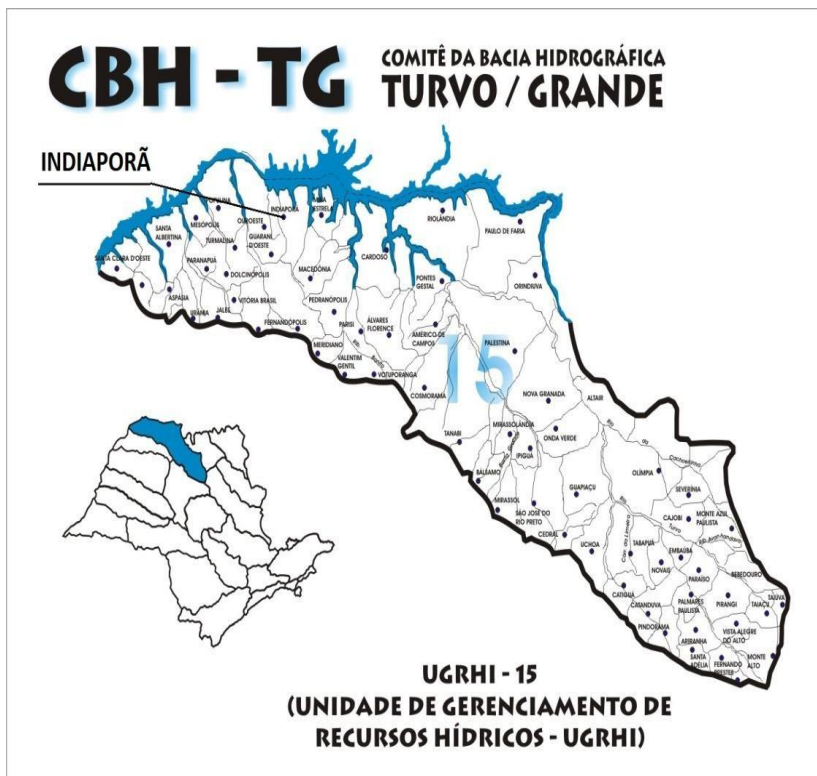 CBH - TG
COMITÊ DA BACIA HIDROGRÁFICA
TURVO / GRANDE
INDIAPORÃ
INDIAPORÃ
ESTRELA
OUROESTE
MESÓPOLIS
SANTA
ALBERTINA
TURMALINA
GUARANI
D'OESTE
RIOLÂNDIA
PAULO DE FARIA
SANTA CLARA D'OESTE
PARANAPUÃ
DOLCINÓPOLIS
MACEDÔNIA
CARDOSO
PONTES
GESTAL
ORINDIUVA
ASPASIA
VITÓRIA BRASIL
PEDRANÓPOLIS
URÂNIA
JALES
FERNANDÓPOLIS
PARISI
ÁLVARES
FLORENCE
AMÉRICO DE
CAMPOS
MERIDIANO
VALENTIM
GENTIL
VOTUPORANGA
PALESTINA
15
COSMORAMA
NOVA GRANADA
ALTAIR
TANABI
MIRASSOLÂNDIA
ONDA VERDE
IPIGUÁ
BÁLSAMO
OLÍMPIA
SEVERÍNIA
MIRASSOL
SÃO JOSÉ DO
RIO PRETO
GUAPIAÇU
CAJOBI
MONTE AZUL
PAULISTA
Turvo
CEDRAL
UCHOA
TABAPUÃ
EMBAÚBA
NOVAIS
PARAÍSO
BEBEDOURO
CATIGUÁ
CATANDUVA
PALMARES
PAULISTA
PIRANGI
TAIAÇU
TAIUVA
PINDORAMA
ARIRANHA
VISTA ALEGRE
DO ALTO
SANTA
ADÉLIA
FERNANDO
PRESTES
MONTE
ALTO
UGRHI - 15
(UNIDADE DE GERENCIAMENTO DE
RECURSOS HÍDRICOS - UGRHI)